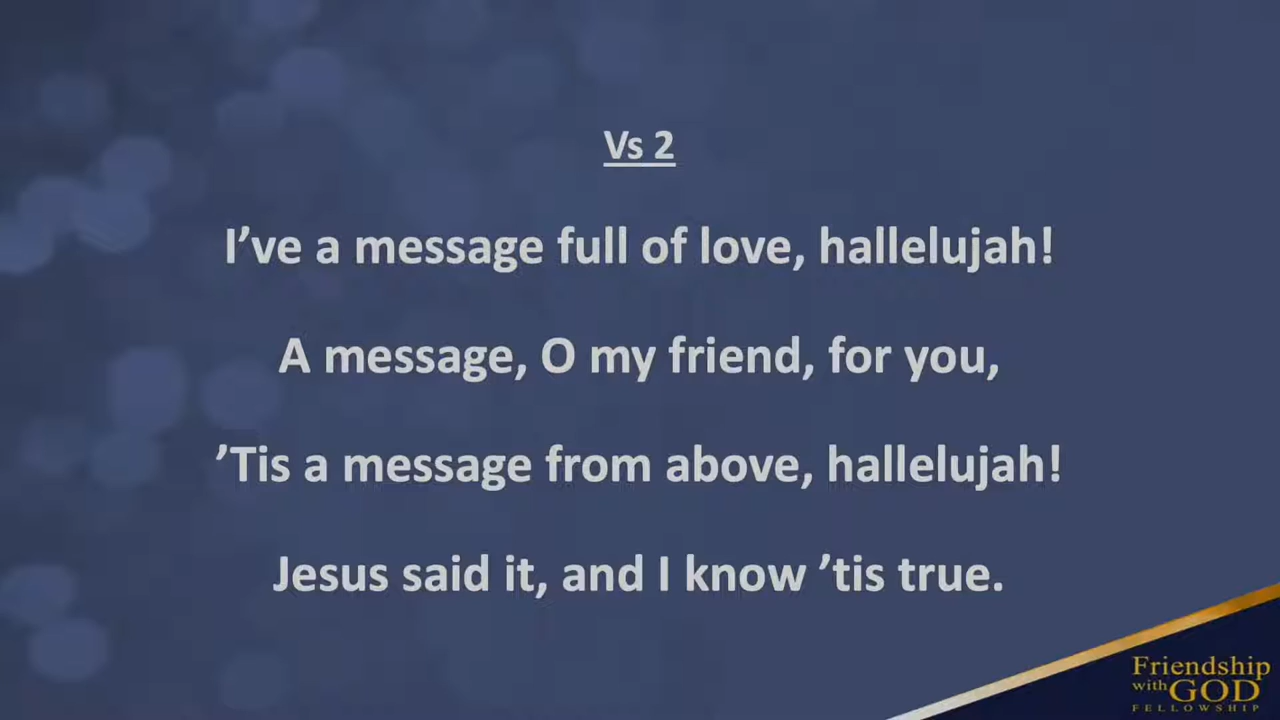 Vs 2
I’ve a message full of love, hallelujah!
A message, O my friend, for you,
’Tis a message from above, hallelujah!
Jesus said it, and I know ’tis true.
Friendship
with GOD
FELLOWSHIP